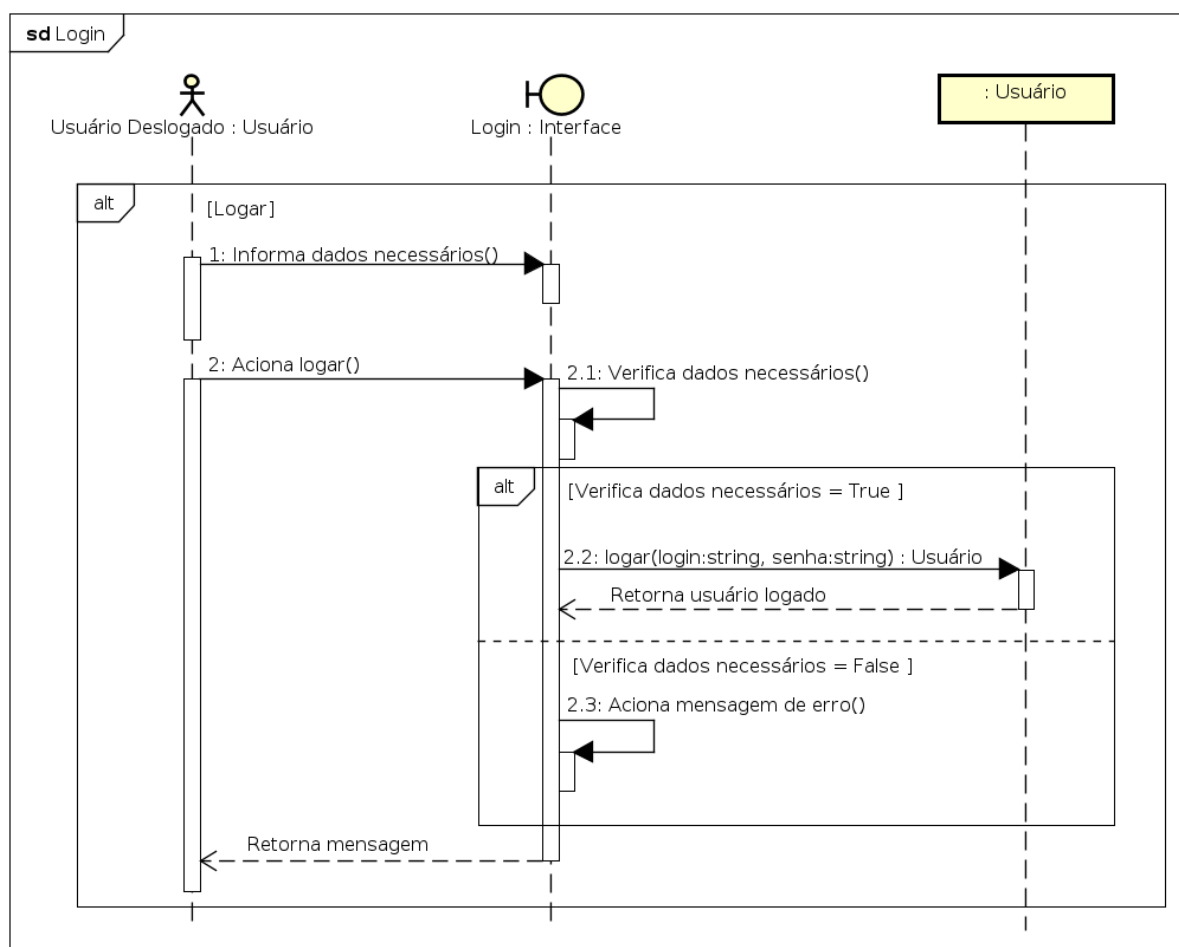 sd Login
Usuário Deslogado : Usuário
Login : Interface
: Usuário
alt
[Logar]
1: Informa dados necessários()
2: Aciona logar()
2.1: Verifica dados necessários()
alt
[Verifica dados necessários = True ]
2.2: logar(login:string, senha:string) : Usuário
Retorna usuário logado
[Verifica dados necessários = False ]
2.3: Aciona mensagem de erro()
Retorna mensagem